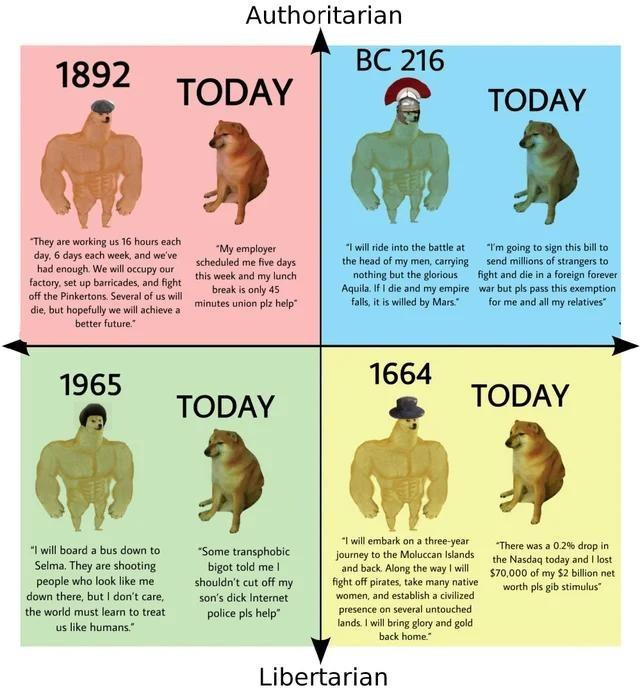 Authoritarian
1892
TODAY
"They are working us 16 hours each
day, 6 days each week, and we've
had enough. We will occupy our
factory, set up barricades, and fight
off the Pinkertons. Several of us will
die, but hopefully we will achieve a
better future."
"My employer
scheduled me five days
this week and my lunch
break is only 45
minutes union plz help"
BC 216
TODAY
"I will ride into the battle at
the head of my men, carrying
nothing but the glorious
Aquila. If I die and my empire
falls, it is willed by Mars."
"I'm going to sign this bill to
send millions of strangers to
fight and die in a foreign forever
war but pls pass this exemption
for me and all my relatives"
1965
TODAY
"I will board a bus down to
Selma. They are shooting
people who look like me
down there, but I don't care,
the world must learn to treat
us like humans."
"Some transphobic
bigot told me I
shouldn't cut off my
son's dick Internet
police pls help"
1664
TODAY
"I will embark on a three-year
journey to the Moluccan Islands
and back. Along the way I will
fight off pirates, take many native
women, and establish a civilized
presence on several untouched
lands. I will bring glory and gold
back home."
"There was a 0.2% drop in
the Nasdaq today and I lost
$70,000 of my $2 billion net
worth pls gib stimulus"
Libertarian